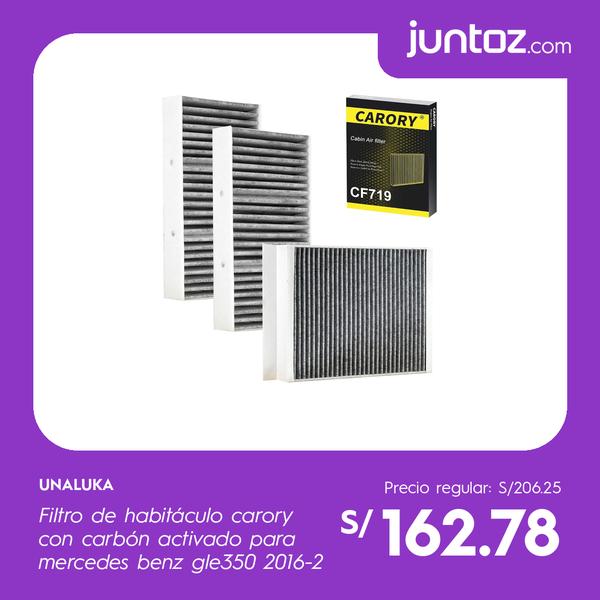 juntoz.com
CARORY®
Cabin Air filter
CF719
UNALUKA
Filtro de habitáculo carory
con carbón activado para
mercedes benz gle350 2016-2
Precio regular: S/206.25
S/162.78